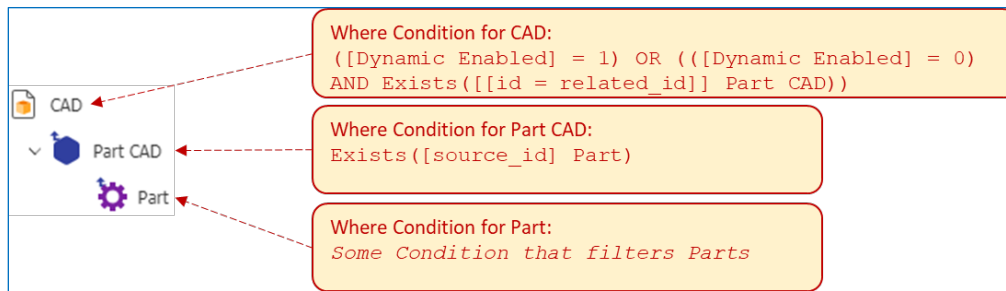 Where Condition for CAD:
([Dynamic Enabled] = 1) OR (([Dynamic Enabled] = 0)
AND Exists([[id = related_id]] Part CAD))
CAD
Where Condition for Part CAD:
Exists([source_id] Part)
Part CAD
Part
Where Condition for Part:
Some Condition that filters Parts